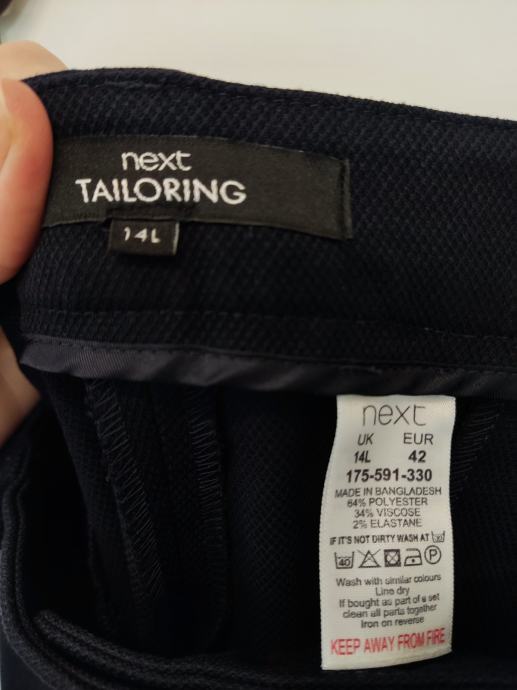 next
TAILORING
14L
next
UK EUR
14L 42
175-591-330
MADE IN BANGLADESH
64% POLYESTER
34% VISCOSE
2% ELASTANE
IF IT'S NOT DIRTY WASH AT 30
40 P
Wash with similar colours
Line dry
If bought as part of a set
clean all parts together
Iron on reverse
KEEP AWAY FROM FIRE